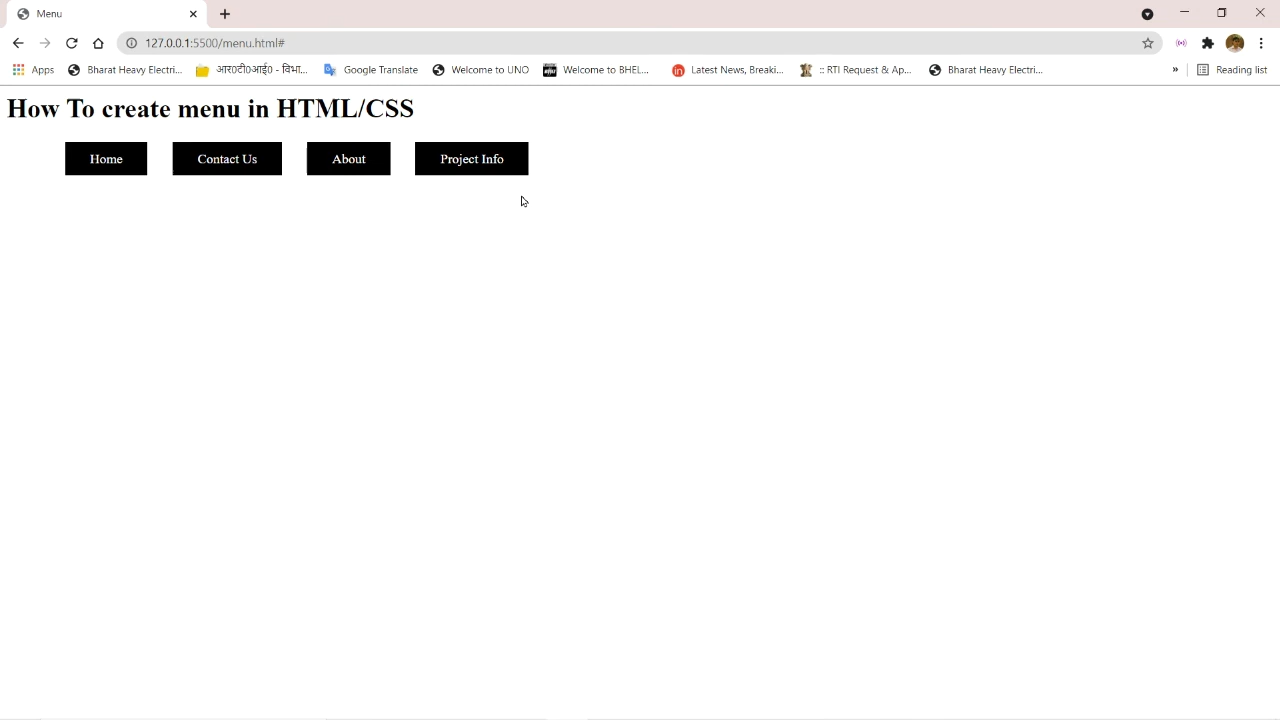 Menu
127.0.0.1:5500/menu.html#
Apps Bharat Heavy Electri... आर0टी0आई0 - विभा... Google Translate Welcome to UNO Welcome to BHEL... Latest News, Breaki... :: RTI Request & Ap... Bharat Heavy Electri... » Reading list
How To create menu in HTML/CSS
Home Contact Us About Project Info